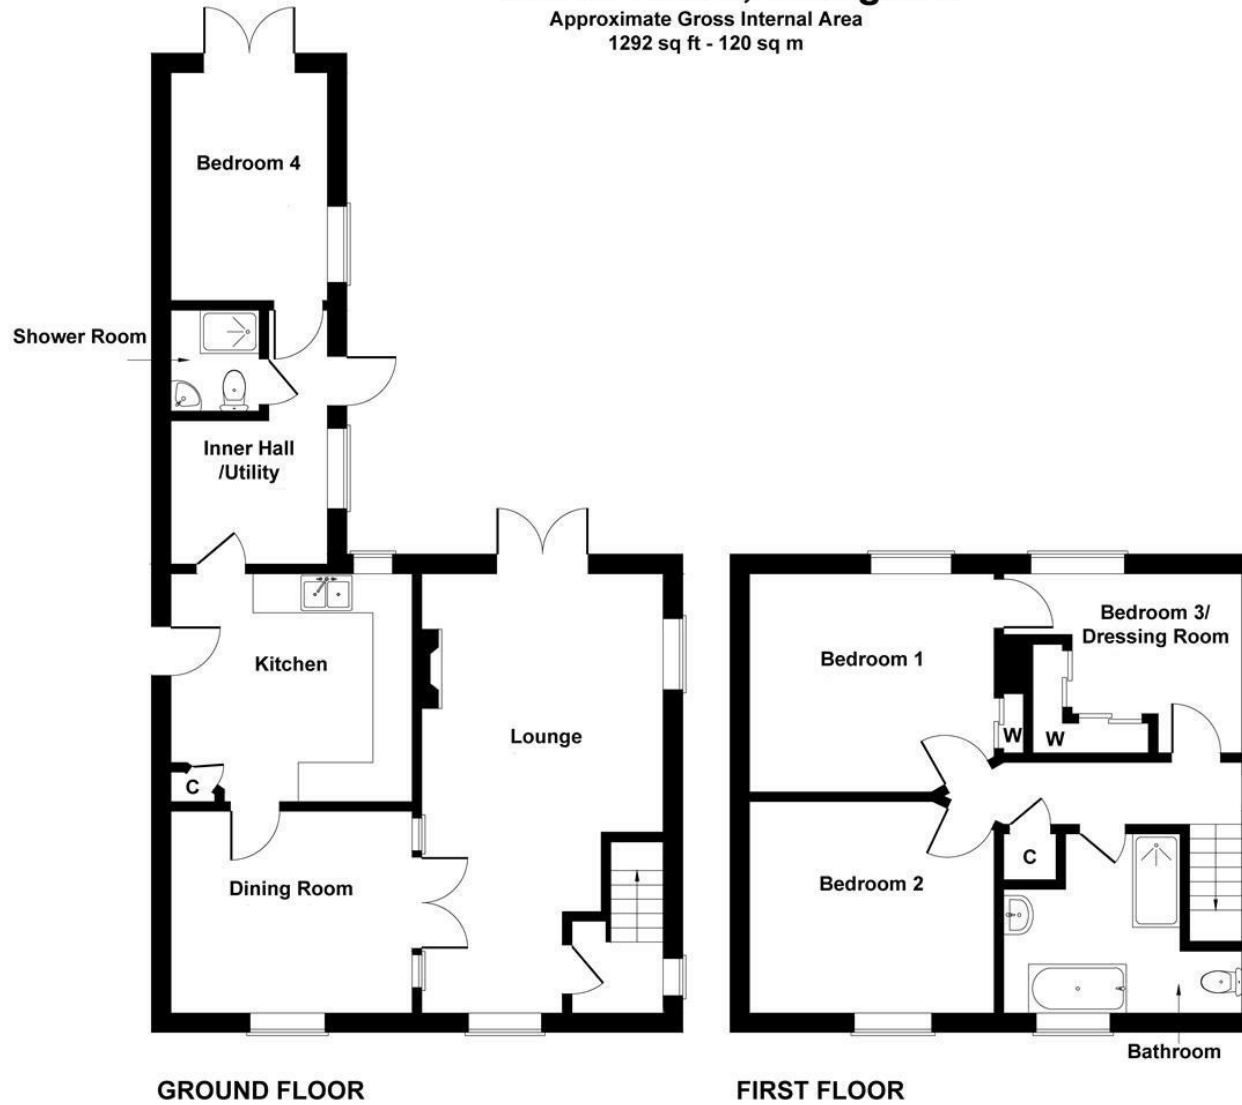 Approximate Gross Internal Area
1292 sq ft - 120 sq m
Bedroom 4
Shower Room
Inner Hall
/Utility
Kitchen
C
Lounge
Dining Room
Bedroom 1
Bedroom 3/
Dressing Room
W
W
Bedroom 2
C
Bathroom
GROUND FLOOR
FIRST FLOOR